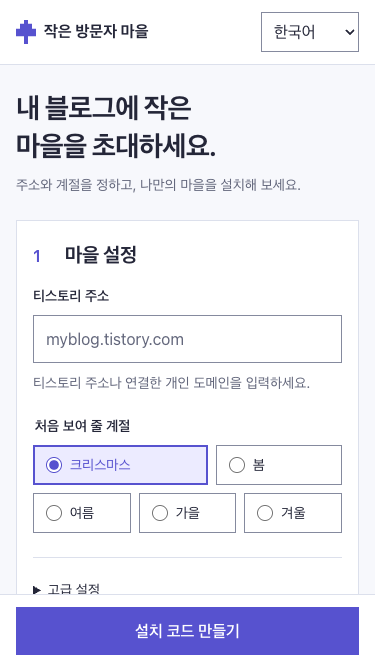 작은 방문자 마을
한국어
내 블로그에 작은
마을을 초대하세요.
주소와 계절을 정하고, 나만의 마을을 설치해 보세요.
1 마을 설정
티스토리 주소
myblog.tistory.com
티스토리 주소나 연결한 개인 도메인을 입력하세요.
처음 보여 줄 계절
크리스마스 봄
여름 가을 겨울
고급 설정
설치 코드 만들기